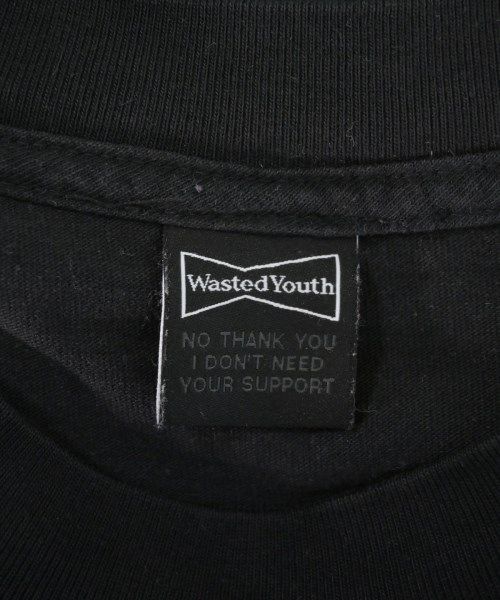 Wasted Youth
NO THANK YOU
I DON'T NEED
YOUR SUPPORT